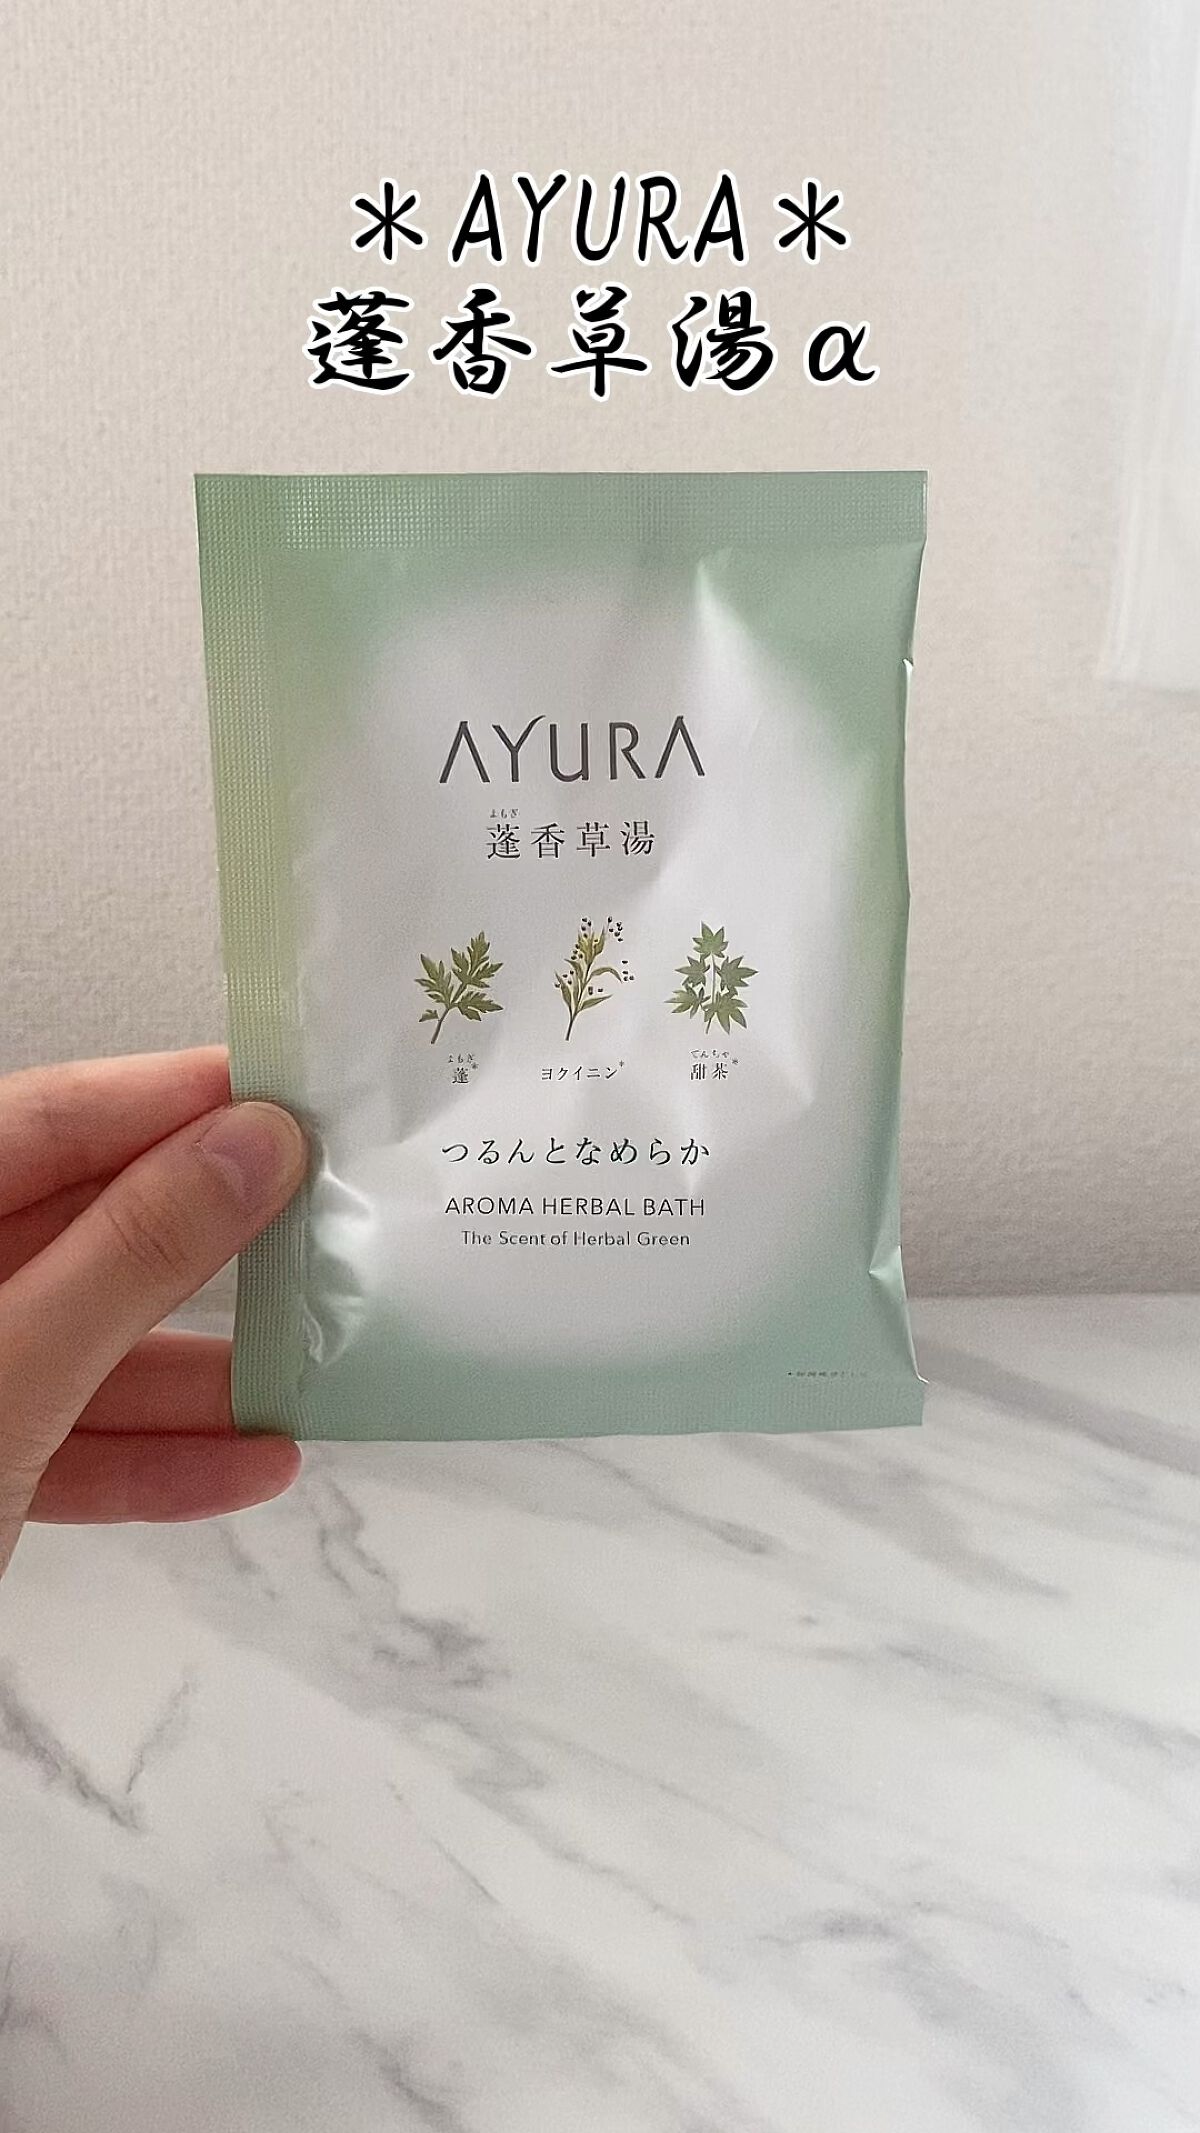 ＊AYURA＊
蓬香草湯α
AYURA
よもぎ
蓬香草湯
よもぎ てんちゃ
蓬* ヨクイニン* 甜茶*
つるんとなめらか
AROMA HERBAL BATH
The Scent of Herbal Green